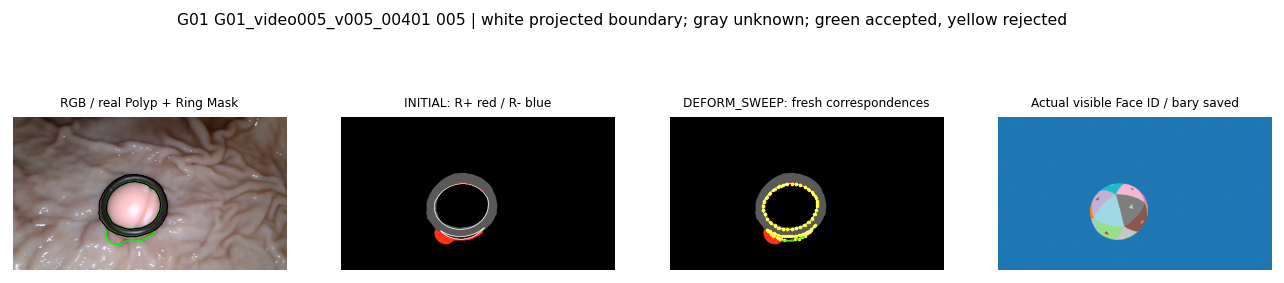 G01 G01_video005_v005_00401 005 | white projected boundary; gray unknown; green accepted, yellow rejected
RGB / real Polyp + Ring Mask
INITIAL: R+ red / R- blue
DEFORM_SWEEP: fresh correspondences
Actual visible Face ID / bary saved